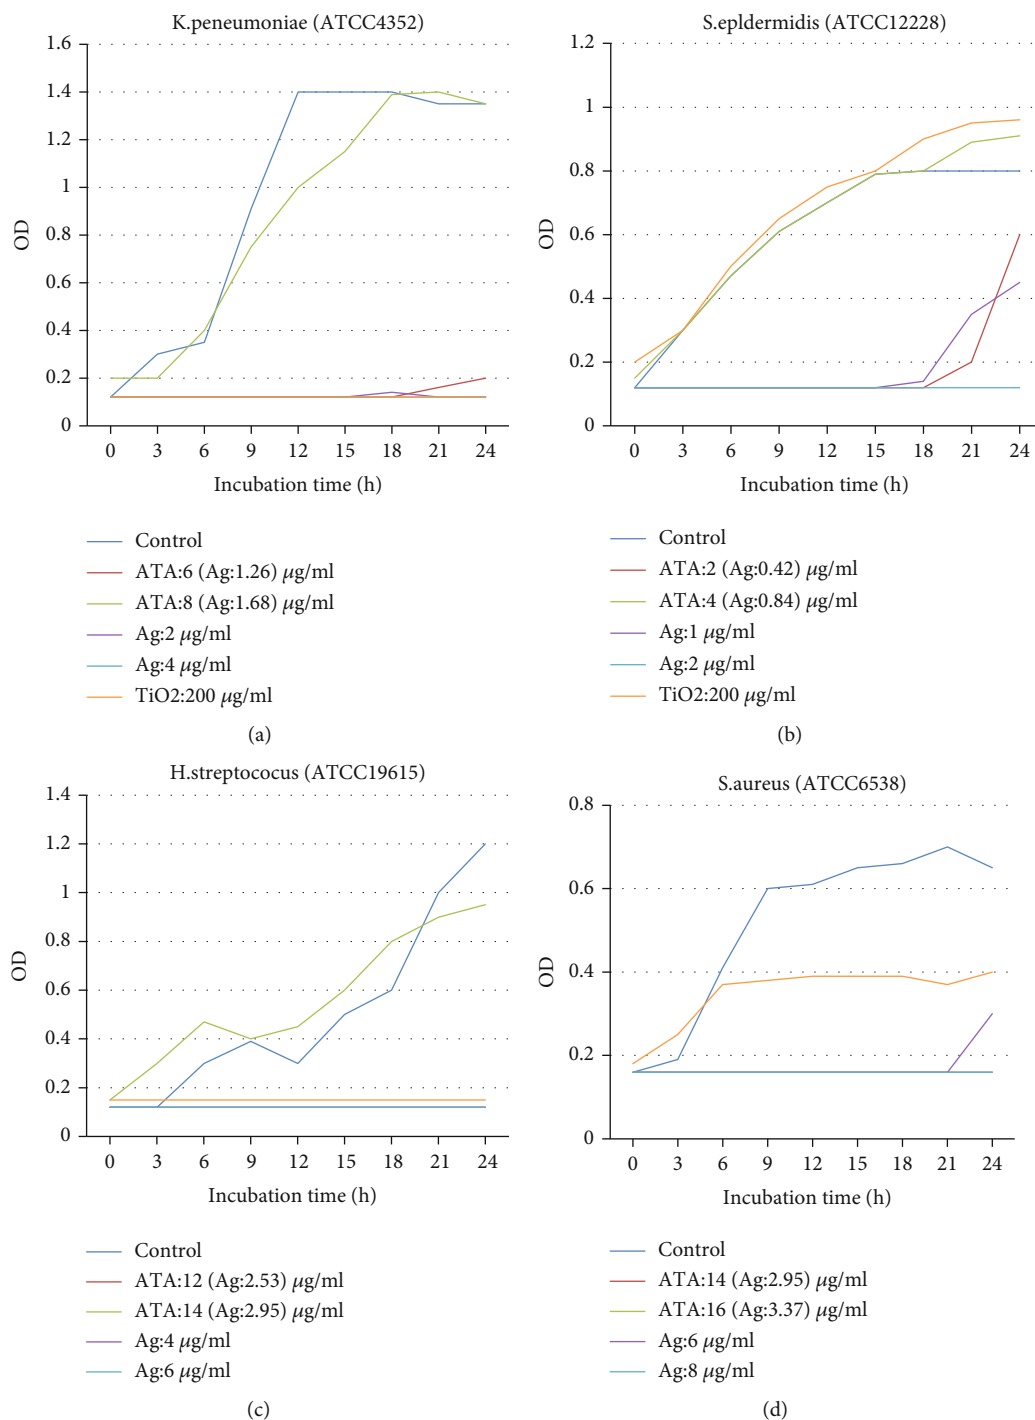 K.peneumoniae (ATCC4352)
1.6
1.4
1.2
1
0.8
0.6
0.4
0.2
0
OD
0 3 6 9 12 15 18 21 24
Incubation time (h)
Control
ATA:6 (Ag:1.26) μg/ml
ATA:8 (Ag:1.68) μg/ml
Ag:2 μg/ml
Ag:4 μg/ml
TiO2:200 μg/ml
(a)
S.epldermidis (ATCC12228)
1.2
1
0.8
0.6
0.4
0.2
0
OD
0 3 6 9 12 15 18 21 24
Incubation time (h)
Control
ATA:2 (Ag:0.42) μg/ml
ATA:4 (Ag:0.84) μg/ml
Ag:1 μg/ml
Ag:2 μg/ml
TiO2:200 μg/ml
(b)
H.streptococus (ATCC19615)
1.4
1.2
1
0.8
0.6
0.4
0.2
0
OD
0 3 6 9 12 15 18 21 24
Incubation time (h)
Control
ATA:12 (Ag:2.53) μg/ml
ATA:14 (Ag:2.95) μg/ml
Ag:4 μg/ml
Ag:6 μg/ml
(c)
S.aureus (ATCC6538)
0.8
0.6
0.4
0.2
0
OD
0 3 6 9 12 15 18 21 24
Incubation time (h)
Control
ATA:14 (Ag:2.95) μg/ml
ATA:16 (Ag:3.37) μg/ml
Ag:6 μg/ml
Ag:8 μg/ml
(d)